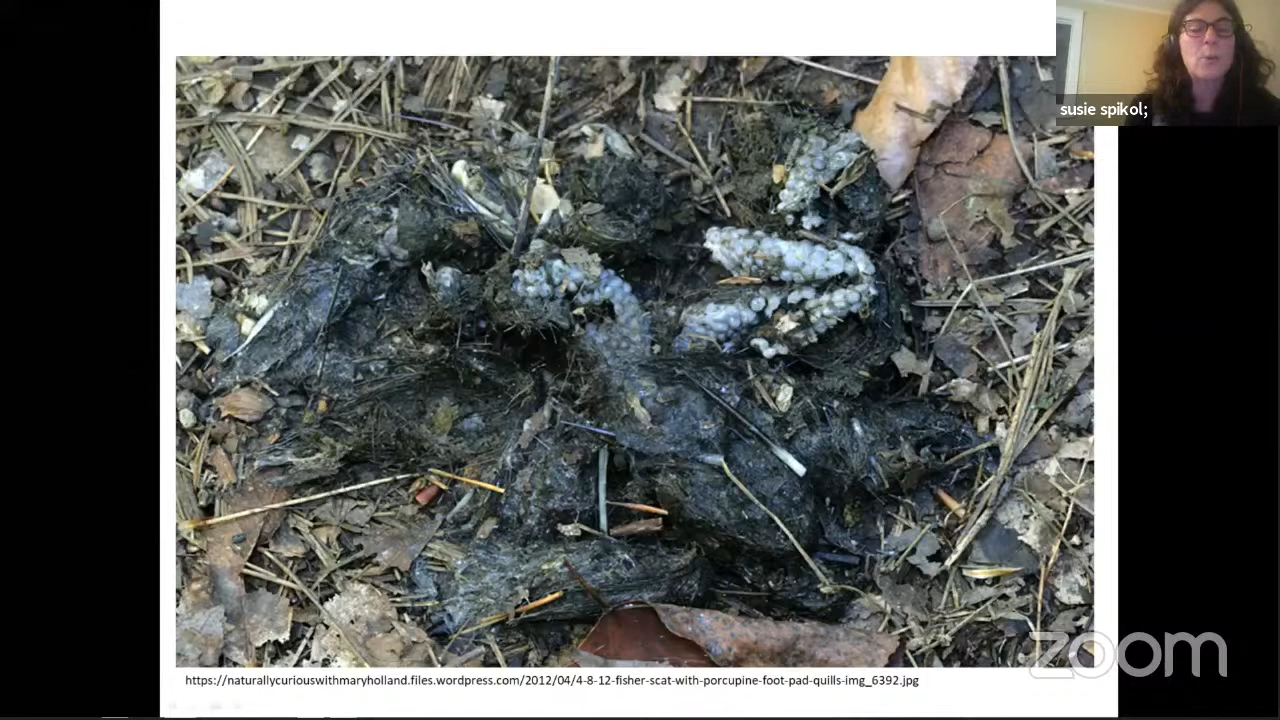 susie spikol;
https://naturallycuriouswithmaryholland.files.wordpress.com/2012/04/4-8-12-fisher-scat-with-porcupine-foot-pad-quills-img_6392.jpg
zoom